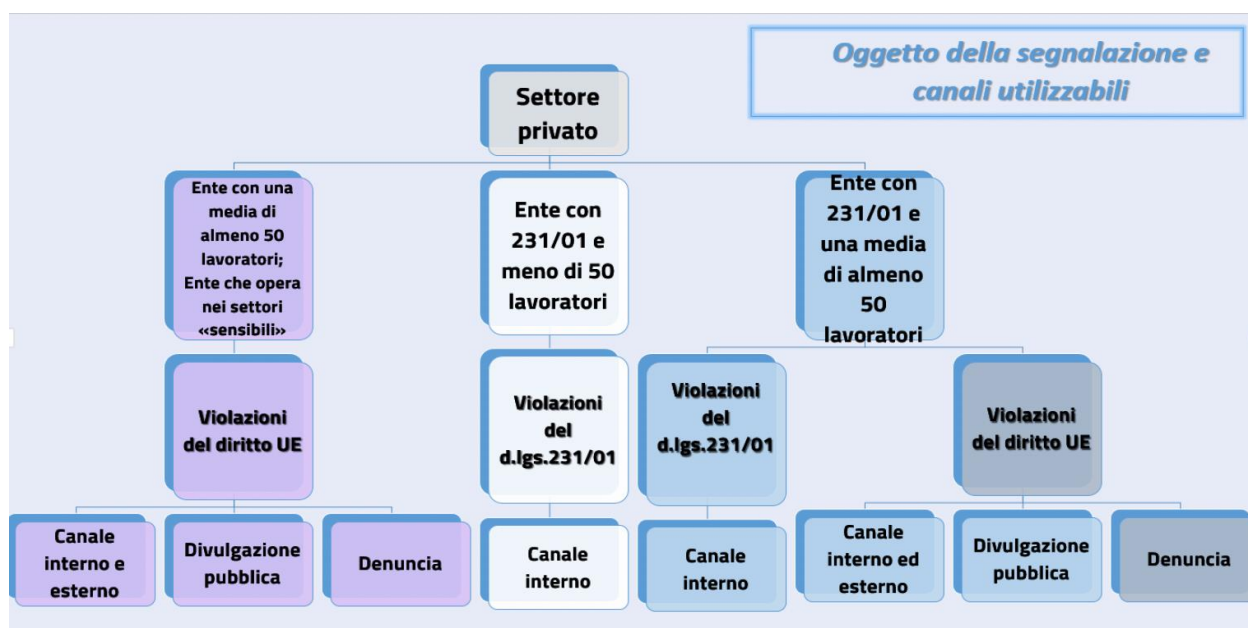 Oggetto della segnalazione e
canali utilizzabili
Settore
privato
Ente con una
media di
almeno 50
lavoratori;
Ente che opera
nei settori
«sensibili»
Ente con
231/01 e
meno di 50
lavoratori
Ente con
231/01 e
una media
di almeno
50
lavoratori
Violazioni
del diritto UE
Violazioni
del
d.lgs.231/01
Violazioni
del
d.lgs.231/01
Violazioni
del diritto UE
Canale
interno e
esterno
Divulgazione
pubblica
Denuncia
Canale
interno
Canale
interno
Canale
interno ed
esterno
Divulgazione
pubblica
Denuncia